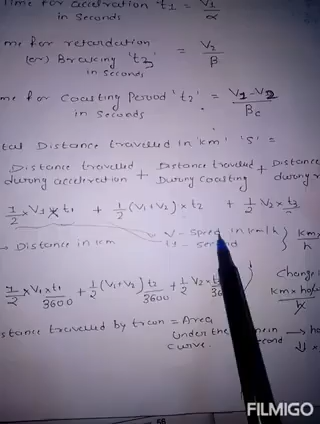 Time for acceleration t1 = V1/α
in Seconds
me for retardation = V2/β
(or) Braking 't3'
in Seconds
me for Coasting Period 't2' = V1-V2/βc
in Seconds
tal Distance travelled in km 'S' =
Distance travelled during acceleration + Distance travelled During Coasting + Distance during
1/2 × V1 × t1 + 1/2 (V1+V2) × t2 + 1/2 V2 × t3
V - Speed in km/h } km/h
→ Distance in km t - second
1/2 × V1 × t1/3600 + 1/2 (V1+V2) t2/3600 + 1/2 V2 ×
Change
km ×
stance travelled by train = Area
under the
curve.
56
FILMIGO